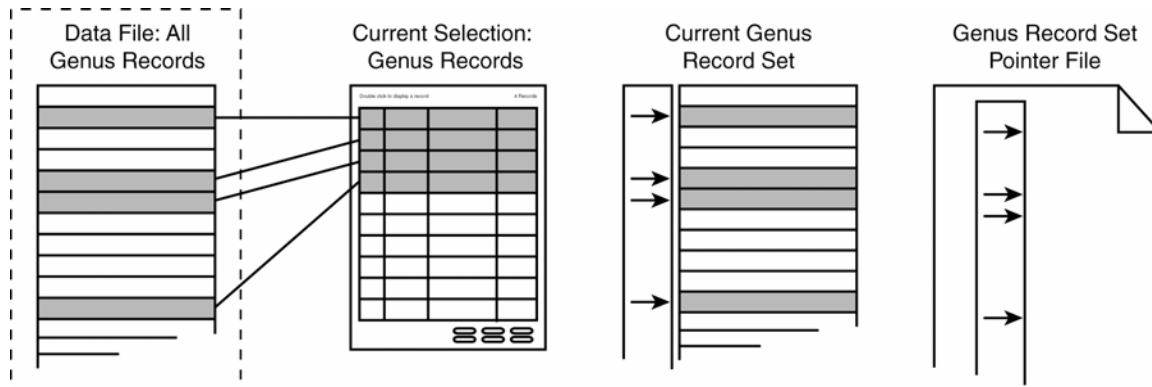 Data File: All
Genus Records
Current Selection:
Genus Records
Double click to display a record
4 Records
Current Genus
Record Set
Genus Record Set
Pointer File